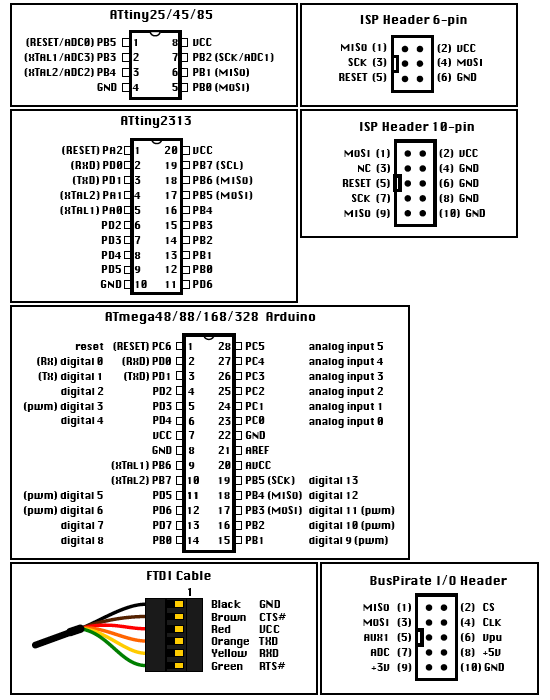 ATtiny25/45/85
(RESET/ADC0) PB5 1 8 VCC
(XTAL1/ADC3) PB3 2 7 PB2 (SCK/ADC1)
(XTAL2/ADC2) PB4 3 6 PB1 (MISO)
GND 4 5 PB0 (MOSI)
ISP Header 6-pin
MISO (1) (2) VCC
SCK (3) (4) MOSI
RESET (5) (6) GND
ATtiny2313
(RESET) PA2 1 20 VCC
(RxD) PD0 2 19 PB7 (SCL)
(TxD) PD1 3 18 PB6 (MISO)
(XTAL2) PA1 4 17 PB5 (MOSI)
(XTAL1) PA0 5 16 PB4
PD2 6 15 PB3
PD3 7 14 PB2
PD4 8 13 PB1
PD5 9 12 PB0
GND 10 11 PD6
ISP Header 10-pin
MOSI (1) (2) VCC
NC (3) (4) GND
RESET (5) (6) GND
SCK (7) (8) GND
MISO (9) (10) GND
ATmega48/88/168/328 Arduino
reset (RESET) PC6 1 28 PC5 analog input 5
(Rx) digital 0 (RxD) PD0 2 27 PC4 analog input 4
(Tx) digital 1 (TxD) PD1 3 26 PC3 analog input 3
digital 2 PD2 4 25 PC2 analog input 2
(pwm) digital 3 PD3 5 24 PC1 analog input 1
digital 4 PD4 6 23 PC0 analog input 0
VCC 7 22 GND
GND 8 21 AREF
(XTAL1) PB6 9 20 AVCC
(XTAL2) PB7 10 19 PB5 (SCK) digital 13
(pwm) digital 5 PD5 11 18 PB4 (MISO) digital 12
(pwm) digital 6 PD6 12 17 PB3 (MOSI) digital 11 (pwm)
digital 7 PD7 13 16 PB2 digital 10 (pwm)
digital 8 PB0 14 15 PB1 digital 9 (pwm)
FTDI Cable
1
Black GND
Brown CTS#
Red VCC
Orange TXD
Yellow RXD
Green RTS#
BusPirate I/O Header
MISO (1) (2) CS
MOSI (3) (4) CLK
AUX1 (5) (6) Vpu
ADC (7) (8) +5V
+3V (9) (10) GND